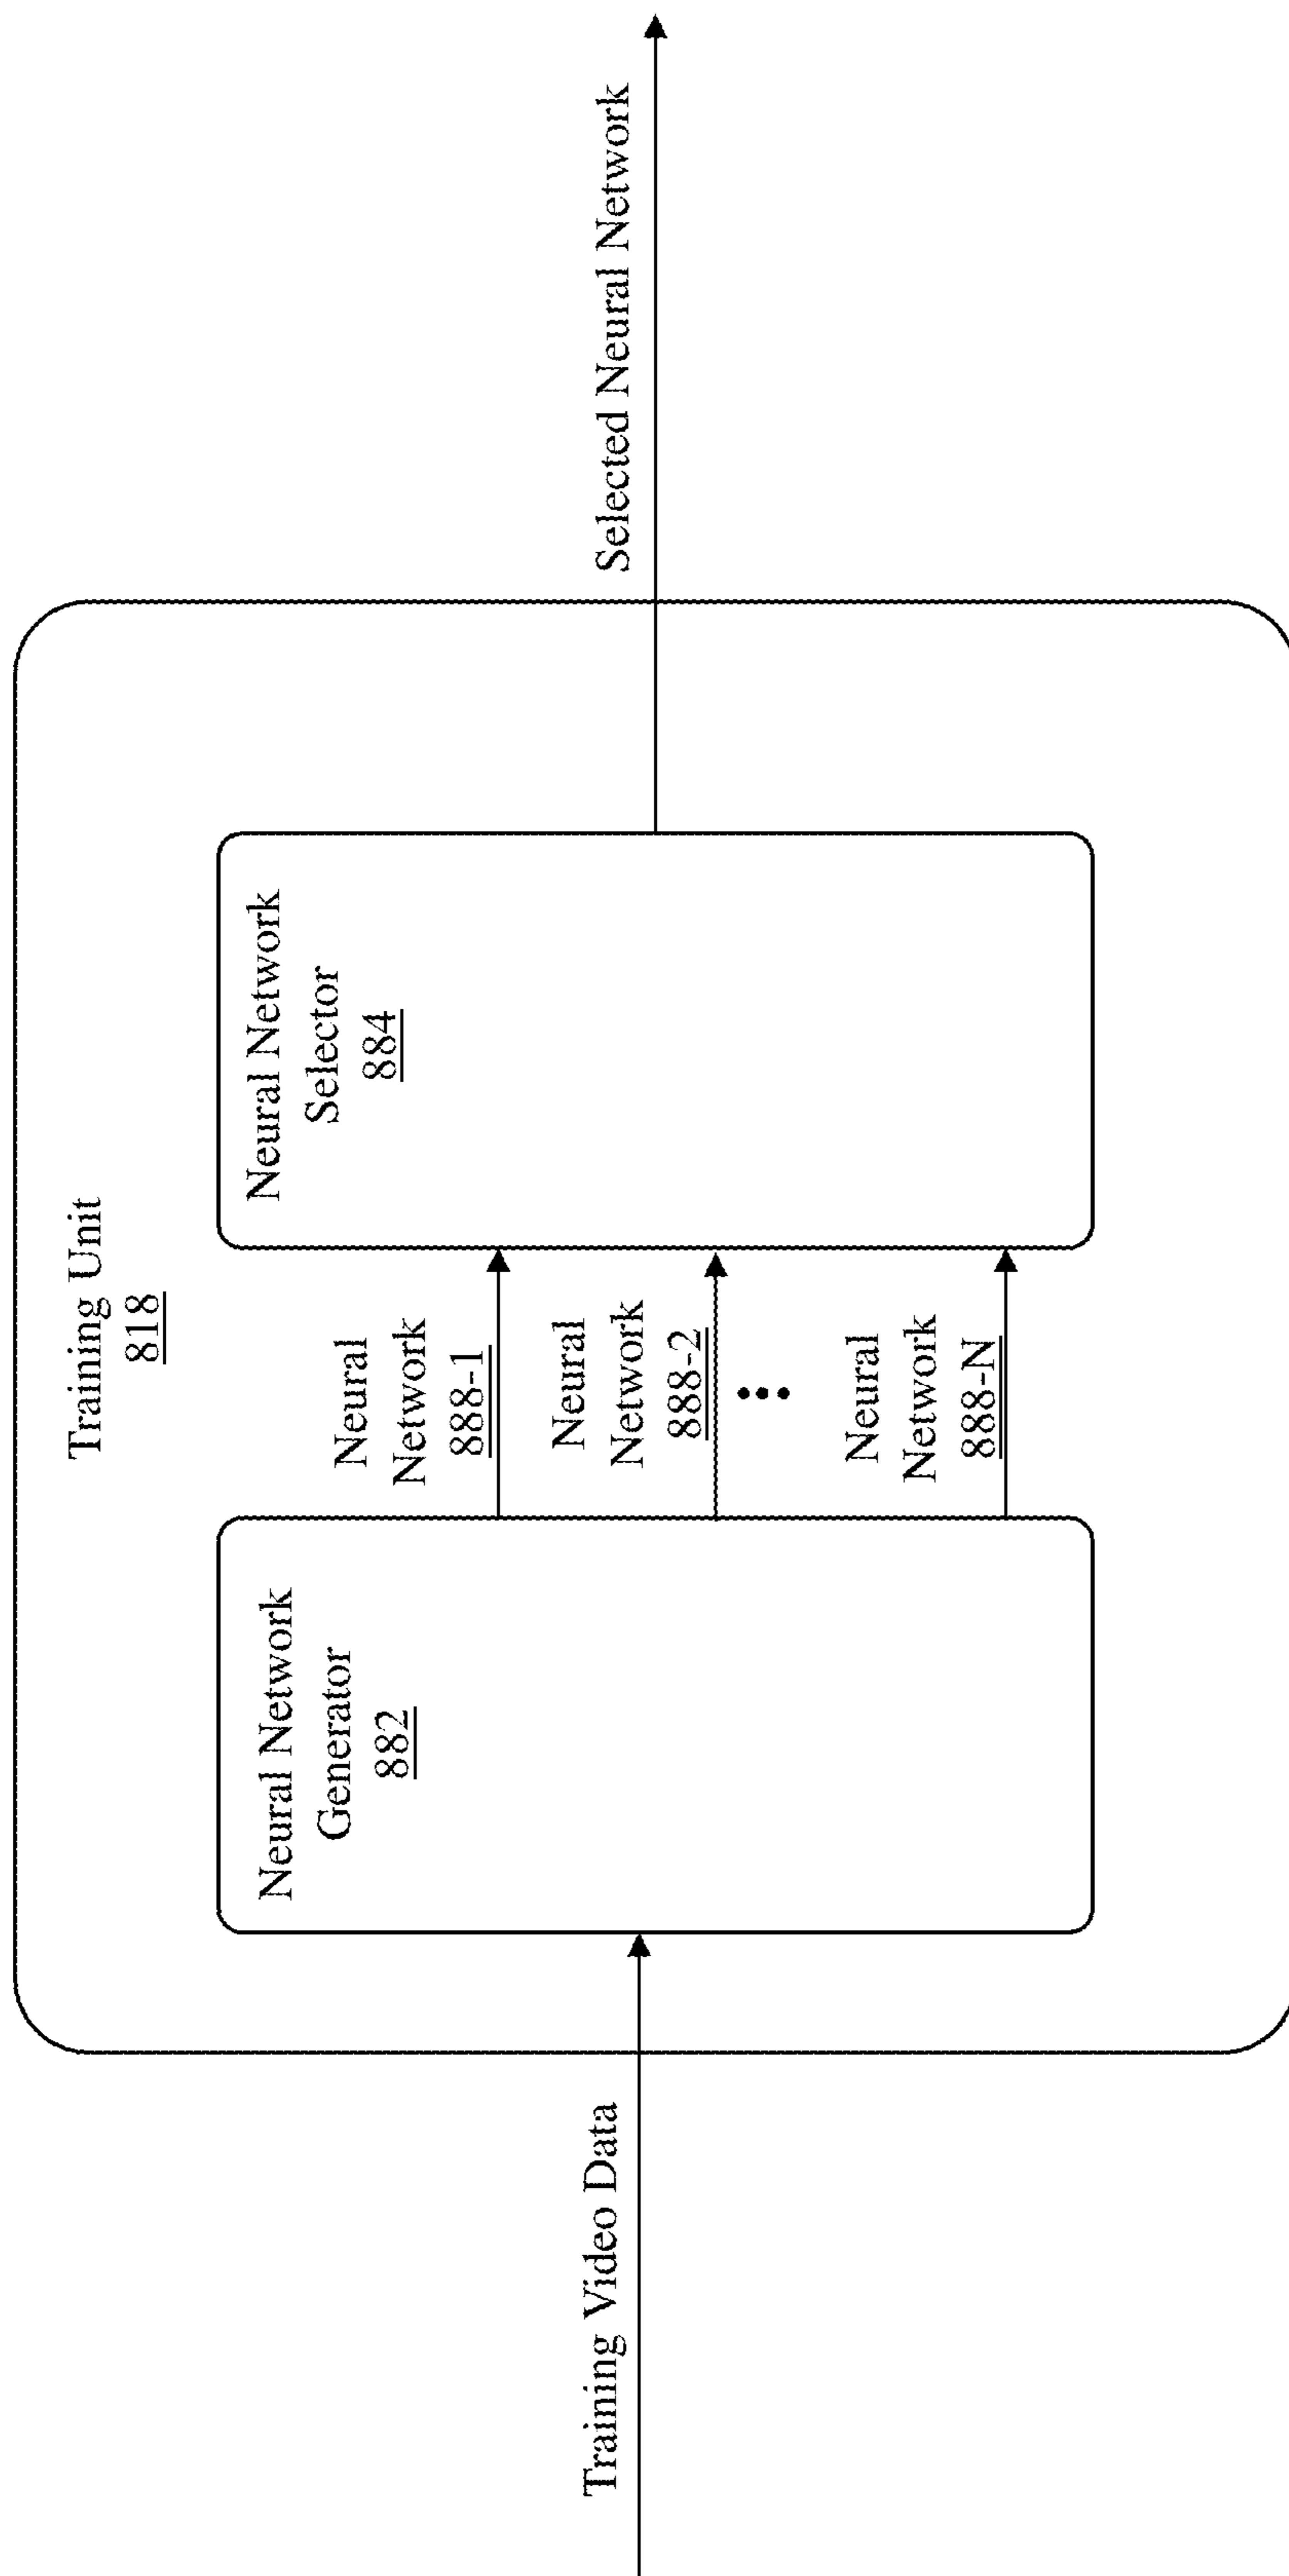 Training Unit
818
Training Video Data
Neural Network
Generator
882
Neural
Network
888-1
Neural
Network
888-2
Neural
Network
888-N
Neural Network
Selector
884
Selected Neural Network